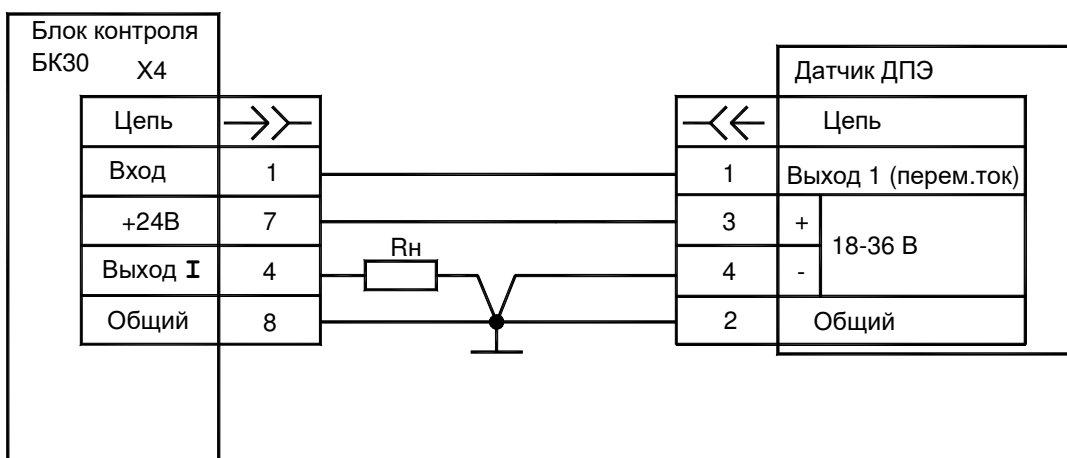 Блок контроля
БК30 X4
Датчик ДПЭ
Цепь
Цепь
Вход 1
1 Выход 1 (перем.ток)
+24В 7
3 +
18-36 В
Rн
Выход I 4
4 -
Общий 8
2 Общий